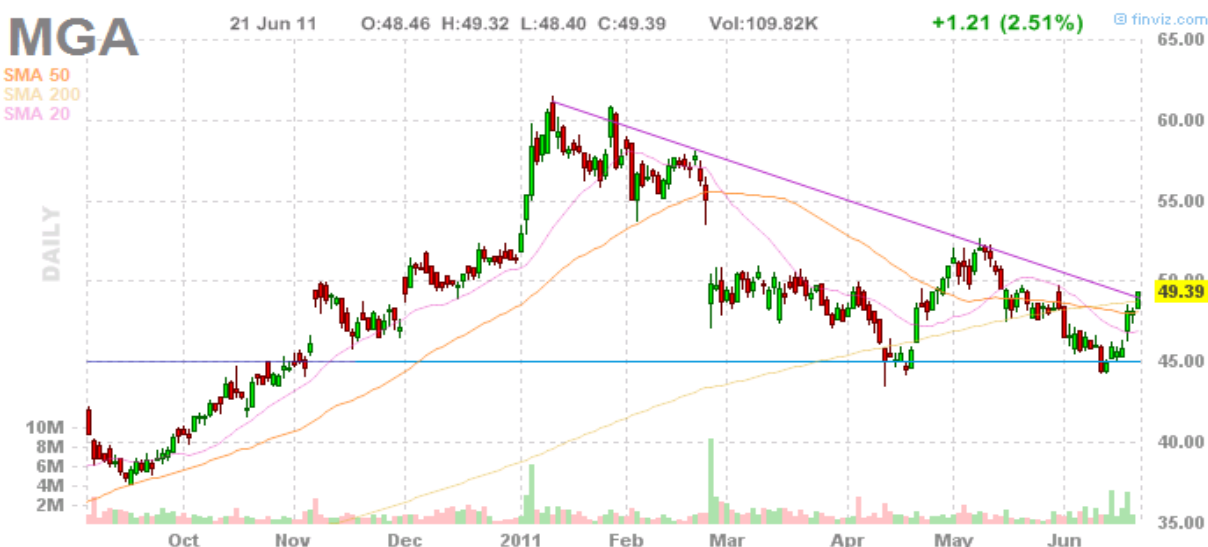 MGA
21 Jun 11 O:48.46 H:49.32 L:48.40 C:49.39 Vol:109.82K +1.21 (2.51%) © finviz.com
SMA 50
SMA 200
SMA 20
DAILY
65.00
60.00
55.00
50.00
49.39
45.00
40.00
35.00
10M
8M
6M
4M
2M
Oct Nov Dec 2011 Feb Mar Apr May Jun